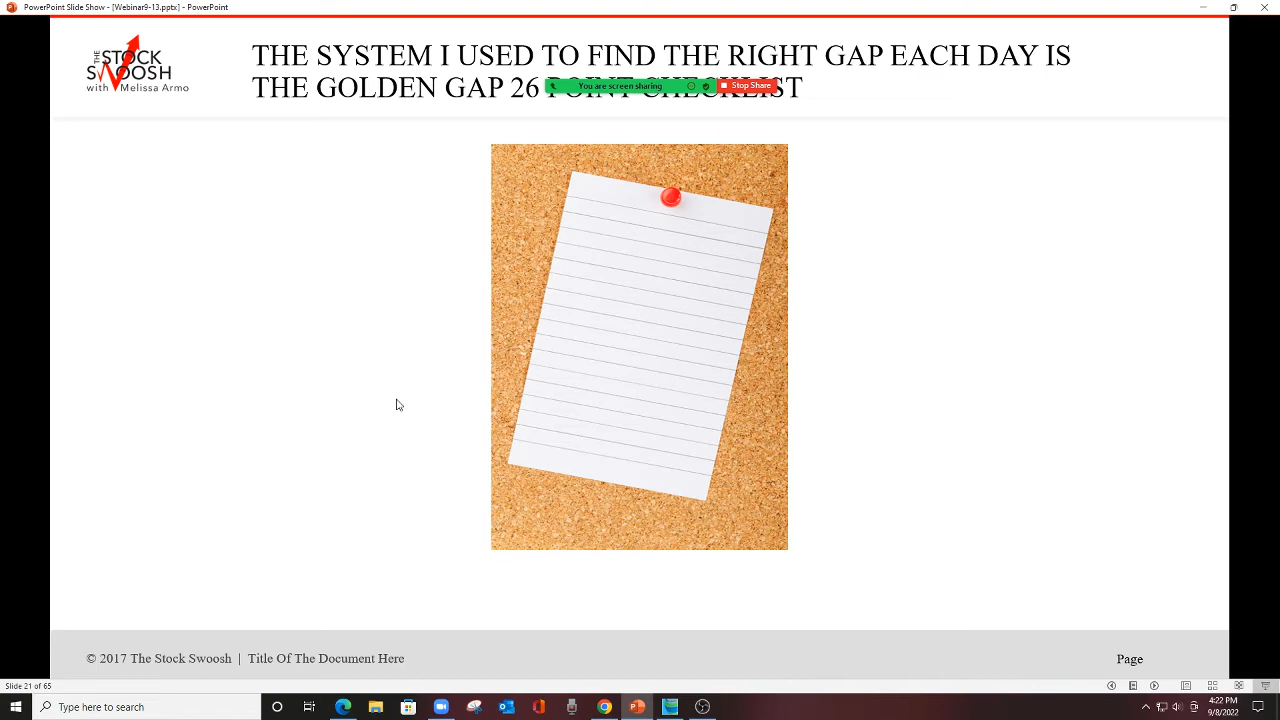 PowerPoint Slide Show - [Webinar9-13.pptx] - PowerPoint
THE
STOCK
SWOOSH
with Melissa Armo
THE SYSTEM I USED TO FIND THE RIGHT GAP EACH DAY IS
THE GOLDEN GAP 26 POINT CHECKLIST
You are screen sharing
Stop Share
© 2017 The Stock Swoosh | Title Of The Document Here
Page
Slide 21 of 65
Type here to search
4:22 PM
9/8/2022